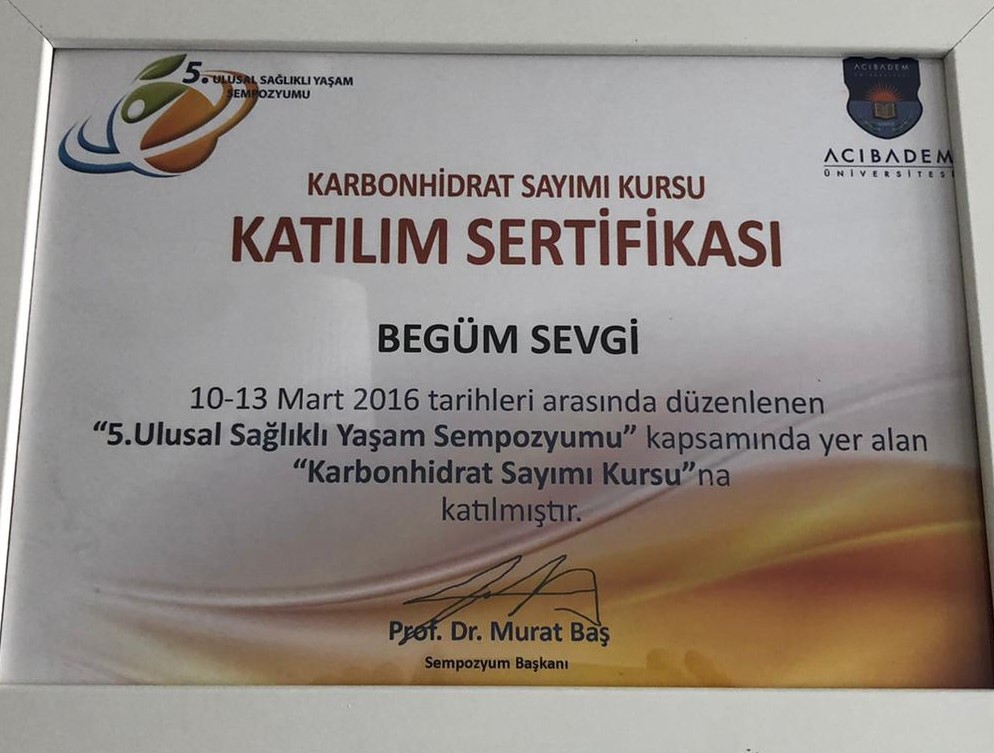 5. ULUSAL SAĞLIKLI YAŞAM
SEMPOZYUMU
ACIBADEM
ACIBADEM
ÜNİVERSİTESİ
KARBONHİDRAT SAYIMI KURSU
KATILIM SERTİFİKASI
BEGÜM SEVGİ
10-13 Mart 2016 tarihleri arasında düzenlenen
“5.Ulusal Sağlıklı Yaşam Sempozyumu” kapsamında yer alan
“Karbonhidrat Sayımı Kursu”na
katılmıştır.
Prof. Dr. Murat Baş
Sempozyum Başkanı